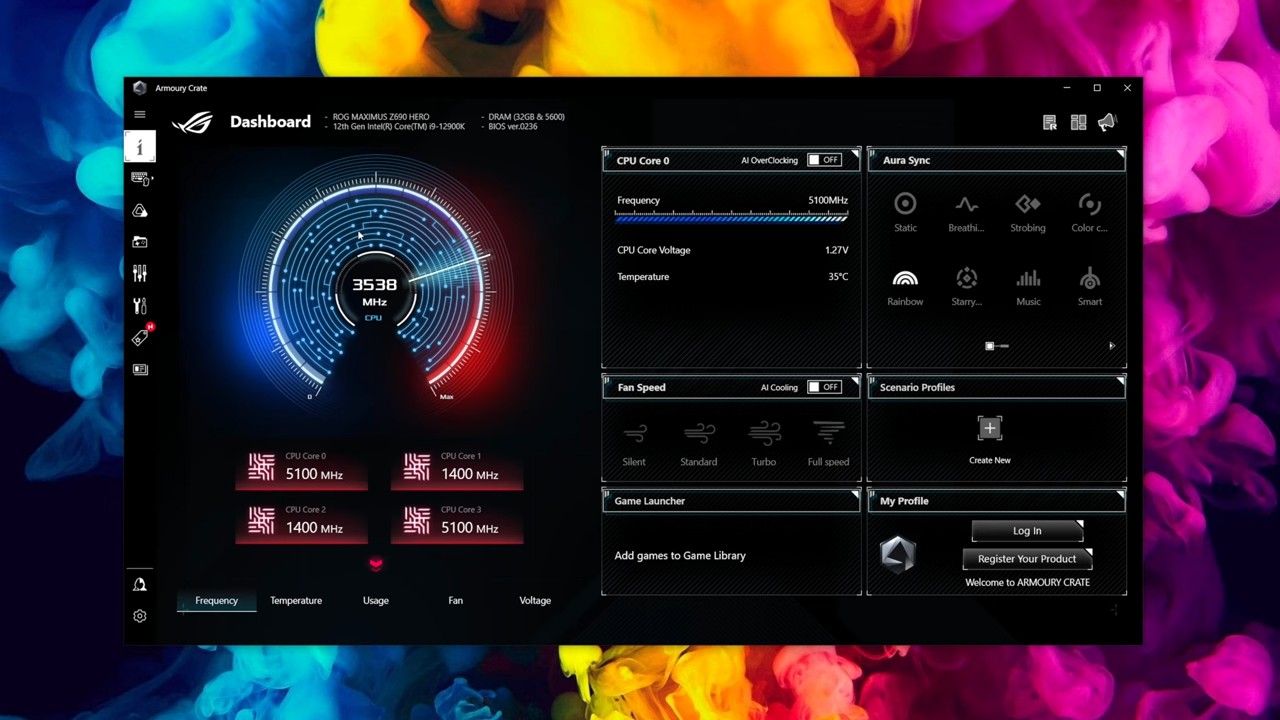 Armoury Crate
Dashboard
- ROG MAXIMUS Z690 HERO
- 12th Gen Intel(R) Core(TM) i9-12900K
- DRAM (32GB & 5600)
- BIOS ver.0236
3538
MHz
CPU
0
Max
CPU Core 0
5100 MHz
CPU Core 1
1400 MHz
CPU Core 2
1400 MHz
CPU Core 3
5100 MHz
Frequency
Temperature
Usage
Fan
Voltage
CPU Core 0
AI OverClocking
OFF
Frequency
5100MHz
CPU Core Voltage
1.27V
Temperature
35°C
Aura Sync
Static
Breathi...
Strobing
Color c...
Rainbow
Starry...
Music
Smart
Fan Speed
AI Cooling
OFF
Silent
Standard
Turbo
Full speed
Scenario Profiles
Create New
Game Launcher
Add games to Game Library
My Profile
Log In
Register Your Product
Welcome to ARMOURY CRATE